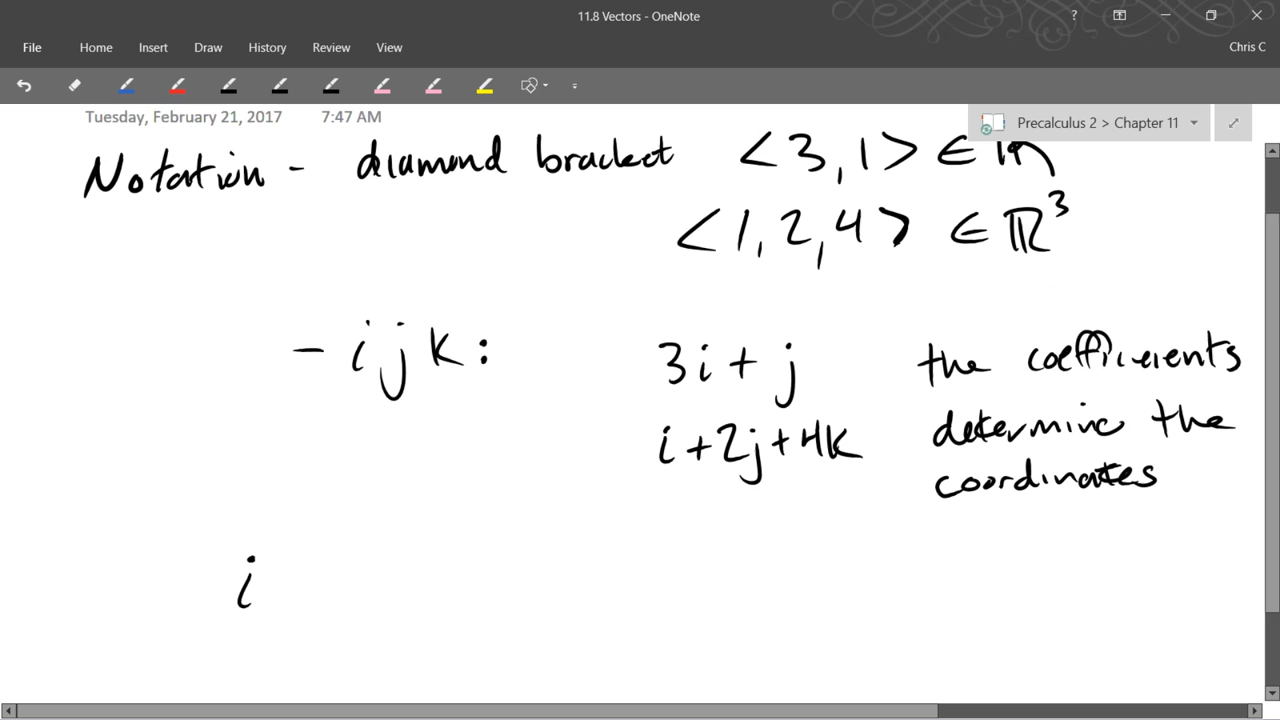 11.8 Vectors - OneNote
?
File Home Insert Draw History Review View
Chris C
Tuesday, February 21, 2017 7:47 AM
Precalculus 2 > Chapter 11
Notation - diamond bracket <3,1> ∈ ℝ
<1,2,4> ∈ ℝ³
- i j k: 3i + j the coefficients
i + 2j + 4k determine the
coordinates
i